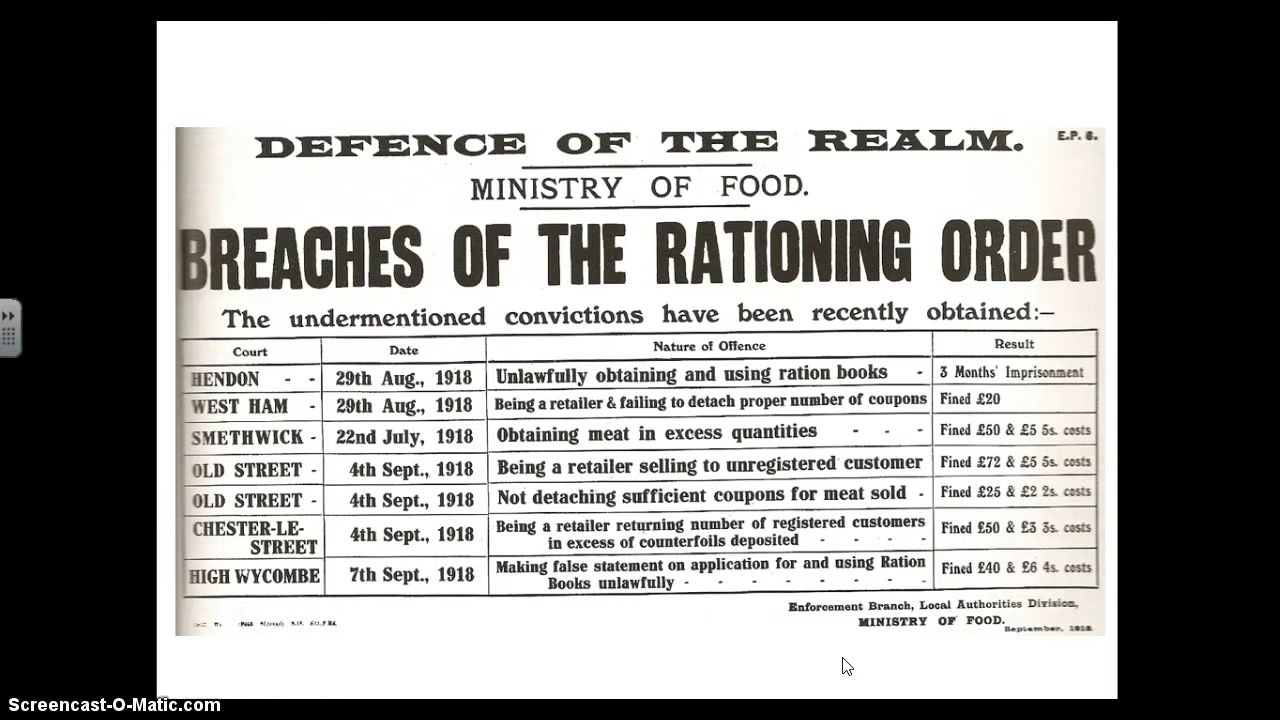 DEFENCE OF THE REALM.
E.P. 6.
MINISTRY OF FOOD.
BREACHES OF THE RATIONING ORDER
The undermentioned convictions have been recently obtained:—
Court Date Nature of Offence Result
HENDON - - 29th Aug., 1918 Unlawfully obtaining and using ration books - 3 Months' Imprisonment
WEST HAM - 29th Aug., 1918 Being a retailer & failing to detach proper number of coupons Fined £20
SMETHWICK - 22nd July, 1918 Obtaining meat in excess quantities - - - Fined £50 & £5 5s. costs
OLD STREET - 4th Sept., 1918 Being a retailer selling to unregistered customer Fined £72 & £5 5s. costs
OLD STREET - 4th Sept., 1918 Not detaching sufficient coupons for meat sold - Fined £25 & £2 2s. costs
CHESTER-LE-STREET 4th Sept., 1918 Being a retailer returning number of registered customers
in excess of counterfoils deposited - - - - Fined £50 & £3 3s. costs
HIGH WYCOMBE 7th Sept., 1918 Making false statement on application for and using Ration
Books unlawfully - - - - - - - Fined £40 & £6 4s. costs
Enforcement Branch, Local Authorities Division,
MINISTRY OF FOOD.
September, 1918.
Screencast-O-Matic.com